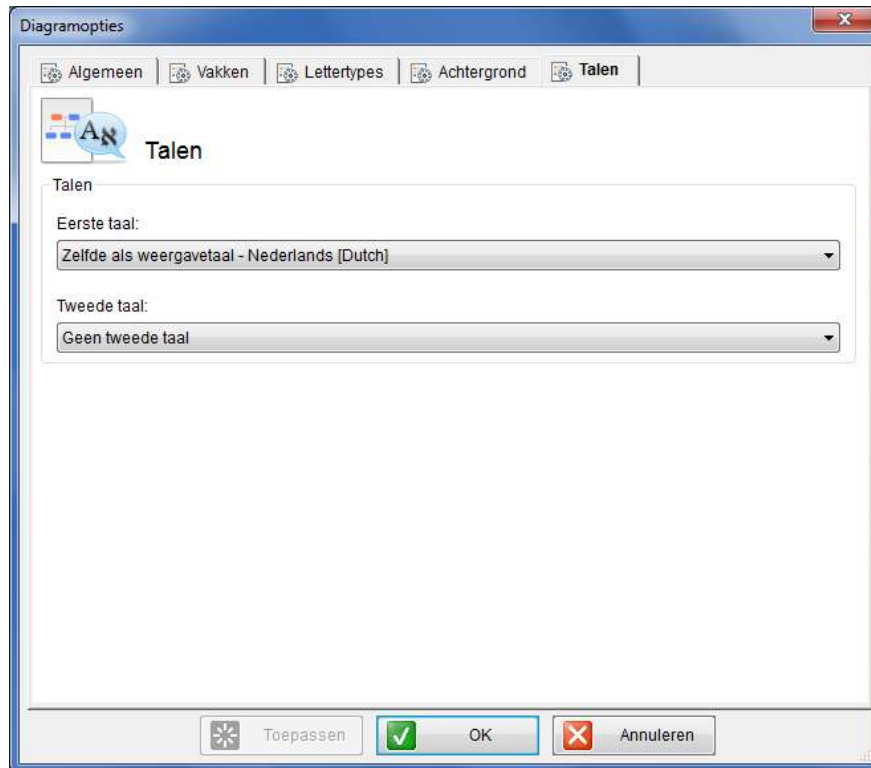 Diagramopties
Algemeen Vakken Lettertypes Achtergrond Talen
Talen
Talen
Eerste taal:
Zelfde als weergavetaal - Nederlands [Dutch]
Tweede taal:
Geen tweede taal
Toepassen OK Annuleren